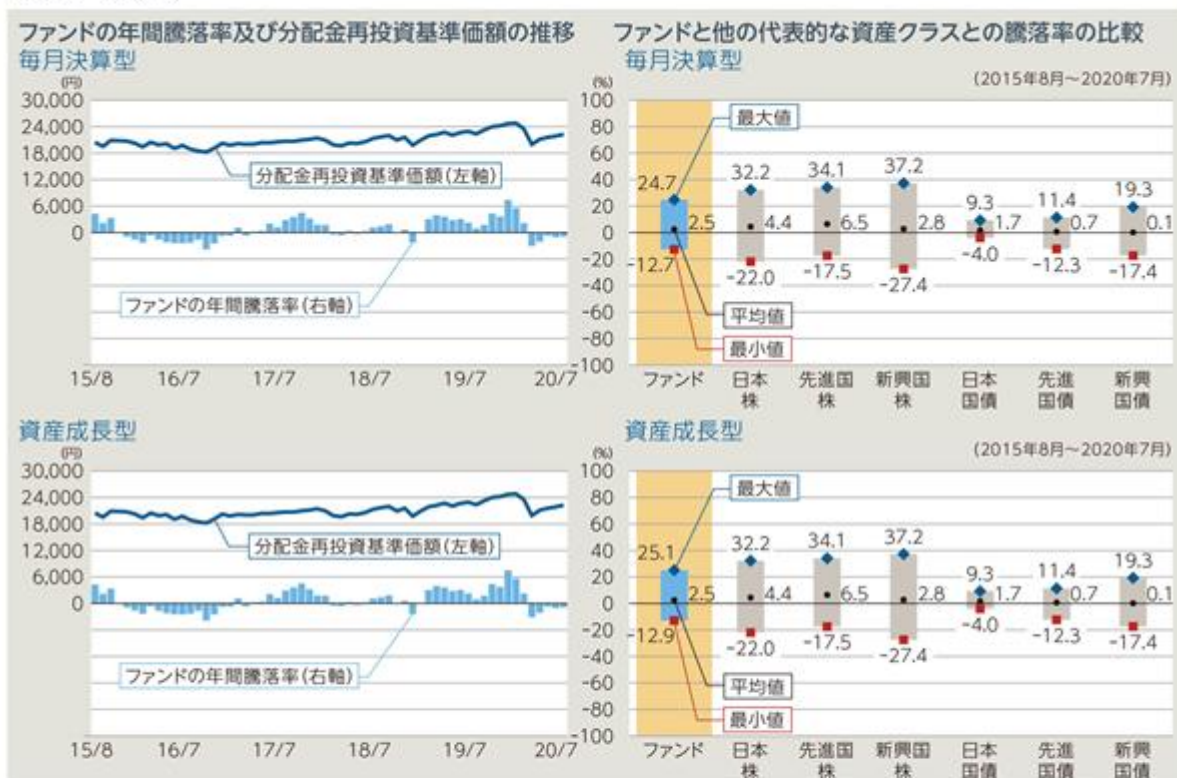 ファンドの年間騰落率及び分配金再投資基準価額の推移
毎月決算型
(円)
30,000
24,000
18,000
12,000
6,000
0
分配金再投資基準価額(左軸)
ファンドの年間騰落率(右軸)
15/8 16/7 17/7 18/7 19/7 20/7
ファンドと他の代表的な資産クラスとの騰落率の比較
毎月決算型
(2015年8月～2020年7月)
(%)
100
80
60
40
20
0
-20
-40
-60
-80
-100
最大値
24.7 32.2 34.1 37.2 9.3 11.4 19.3
2.5 4.4 6.5 2.8 1.7 0.7 0.1
-12.7 -22.0 -17.5 -27.4 -4.0 -12.3 -17.4
平均値
最小値
ファンド 日本株 先進国株 新興国株 日本国債 先進国債 新興国債
資産成長型
(円)
30,000
24,000
18,000
12,000
6,000
0
分配金再投資基準価額(左軸)
ファンドの年間騰落率(右軸)
15/8 16/7 17/7 18/7 19/7 20/7
資産成長型
(2015年8月～2020年7月)
(%)
100
80
60
40
20
0
-20
-40
-60
-80
-100
最大値
25.1 32.2 34.1 37.2 9.3 11.4 19.3
2.5 4.4 6.5 2.8 1.7 0.7 0.1
-12.9 -22.0 -17.5 -27.4 -4.0 -12.3 -17.4
平均値
最小値
ファンド 日本株 先進国株 新興国株 日本国債 先進国債 新興国債